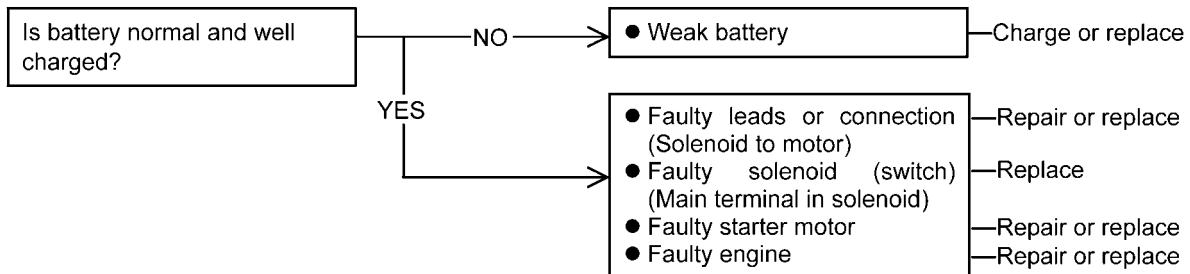 Is battery normal and well
charged?
NO
● Weak battery
Charge or replace
YES
● Faulty leads or connection
(Solenoid to motor)
Repair or replace
● Faulty solenoid (switch)
(Main terminal in solenoid)
Replace
● Faulty starter motor
Repair or replace
● Faulty engine
Repair or replace